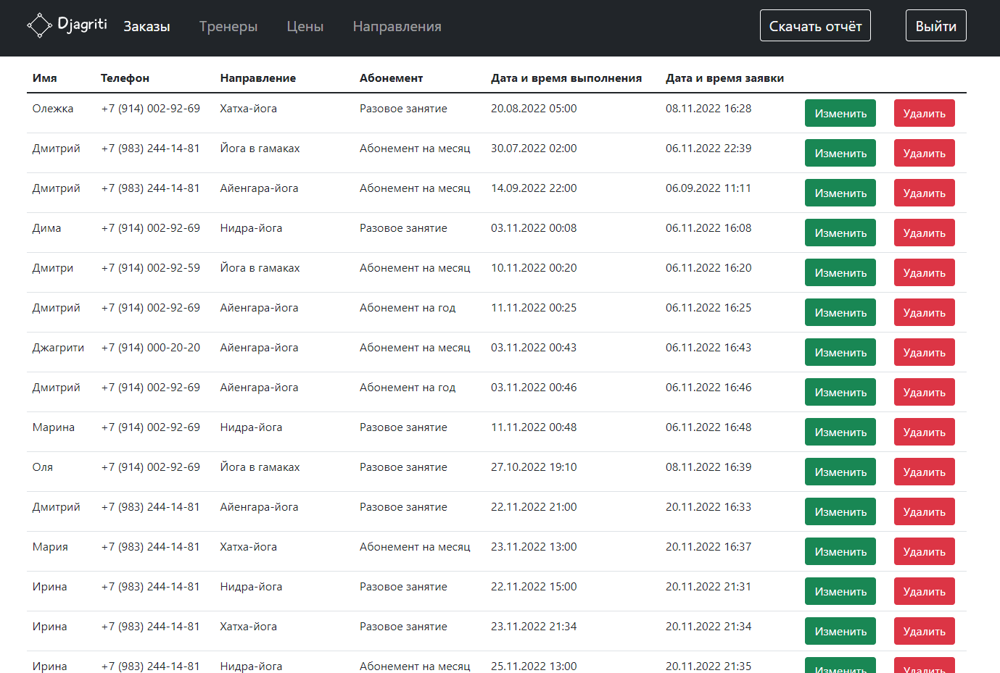 Djagriti Заказы Тренеры Цены Направления Скачать отчёт Выйти
Имя Телефон Направление Абонемент Дата и время выполнения Дата и время заявки
Олежка +7 (914) 002-92-69 Хатха-йога Разовое занятие 20.08.2022 05:00 08.11.2022 16:28 Изменить Удалить
Дмитрий +7 (983) 244-14-81 Йога в гамаках Абонемент на месяц 30.07.2022 02:00 06.11.2022 22:39 Изменить Удалить
Дмитрий +7 (983) 244-14-81 Айенгара-йога Абонемент на месяц 14.09.2022 22:00 06.09.2022 11:11 Изменить Удалить
Дима +7 (914) 002-92-69 Нидра-йога Разовое занятие 03.11.2022 00:08 06.11.2022 16:08 Изменить Удалить
Дмитри +7 (914) 002-92-59 Йога в гамаках Абонемент на месяц 10.11.2022 00:20 06.11.2022 16:20 Изменить Удалить
Дмитрий +7 (914) 002-92-69 Айенгара-йога Абонемент на год 11.11.2022 00:25 06.11.2022 16:25 Изменить Удалить
Джагрити +7 (914) 000-20-20 Айенгара-йога Абонемент на месяц 03.11.2022 00:43 06.11.2022 16:43 Изменить Удалить
Дмитрий +7 (914) 002-92-69 Айенгара-йога Абонемент на год 03.11.2022 00:46 06.11.2022 16:46 Изменить Удалить
Марина +7 (914) 002-92-69 Нидра-йога Разовое занятие 11.11.2022 00:48 06.11.2022 16:48 Изменить Удалить
Оля +7 (914) 002-92-69 Йога в гамаках Разовое занятие 27.10.2022 19:10 08.11.2022 16:39 Изменить Удалить
Дмитрий +7 (983) 244-14-81 Айенгара-йога Разовое занятие 22.11.2022 21:00 20.11.2022 16:33 Изменить Удалить
Мария +7 (983) 244-14-81 Хатха-йога Абонемент на месяц 23.11.2022 13:00 20.11.2022 16:37 Изменить Удалить
Ирина +7 (983) 244-14-81 Нидра-йога Разовое занятие 22.11.2022 15:00 20.11.2022 21:31 Изменить Удалить
Ирина +7 (983) 244-14-81 Хатха-йога Разовое занятие 23.11.2022 21:34 20.11.2022 21:34 Изменить Удалить
Ирина +7 (983) 244-14-81 Нидра-йога Абонемент на месяц 25.11.2022 13:00 20.11.2022 21:35 Изменить Удалить